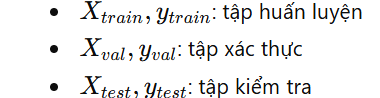 • X_train, y_train: tập huấn luyện
• X_val, y_val: tập xác thực
• X_test, y_test: tập kiểm tra